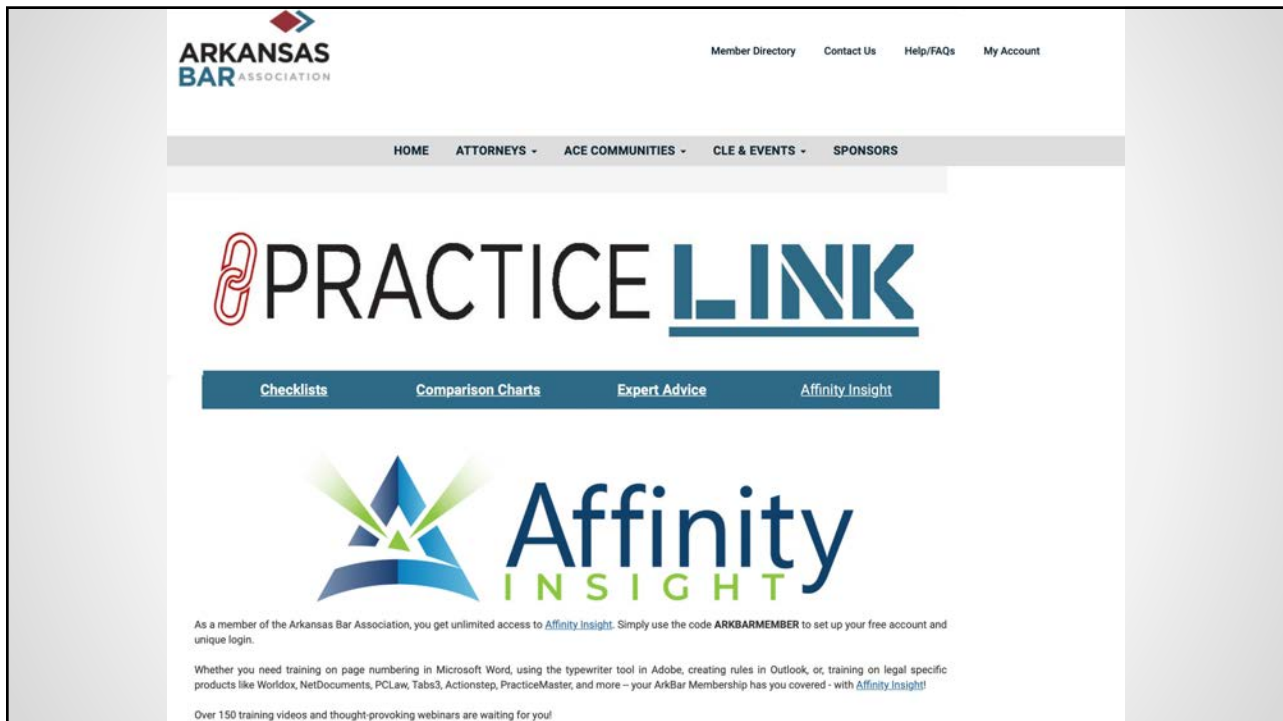 ARKANSAS
BAR ASSOCIATION
Member Directory Contact Us Help/FAQs My Account
HOME ATTORNEYS ACE COMMUNITIES CLE & EVENTS SPONSORS
PRACTICE LINK
Checklists Comparison Charts Expert Advice Affinity Insight
Affinity
INSIGHT
As a member of the Arkansas Bar Association, you get unlimited access to Affinity Insight. Simply use the code ARKBARMEMBER to set up your free account and
unique login.
Whether you need training on page numbering in Microsoft Word, using the typewriter tool in Adobe, creating rules in Outlook, or, training on legal specific
products like Worldox, NetDocuments, PCLaw, Tabs3, Actionstep, PracticeMaster, and more – your ArkBar Membership has you covered - with Affinity Insight!
Over 150 training videos and thought-provoking webinars are waiting for you!